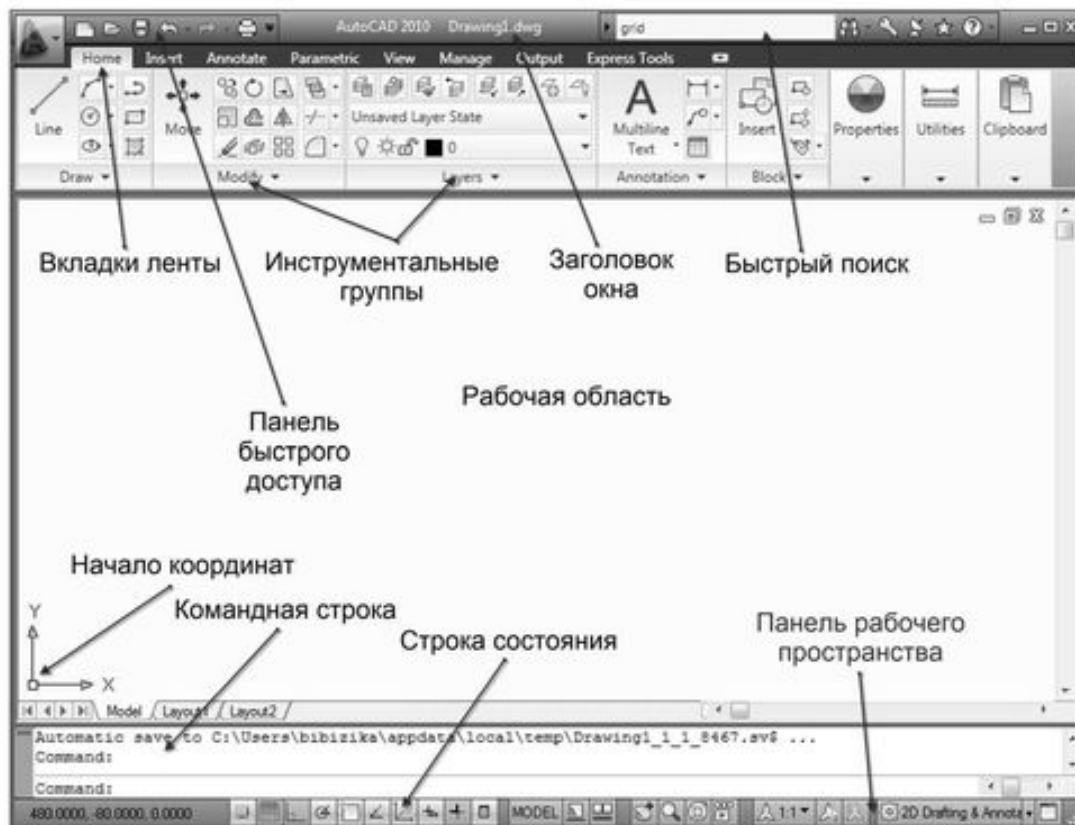 AutoCAD 2010 Drawing1.dwg
grid
Home Insert Annotate Parametric View Manage Output Express Tools
Line
Move
Unsaved Layer State
0
Multiline
Text
Insert
Properties
Utilities
Clipboard
Draw
Modify
Layers
Annotation
Block
Вкладки ленты
Инструментальные
группы
Заголовок
окна
Быстрый поиск
Рабочая область
Панель
быстрого
доступа
Начало координат
Командная строка
Строка состояния
Панель рабочего
пространства
Y
X
Model Layout1 Layout2
Automatic save to C:\Users\bibizika\appdata\local\temp\Drawing1_1_1_8467.sv$ ...
Command:
Command:
480.0000, -80.0000, 0.0000
MODEL
1:1
2D Drafting & Annota